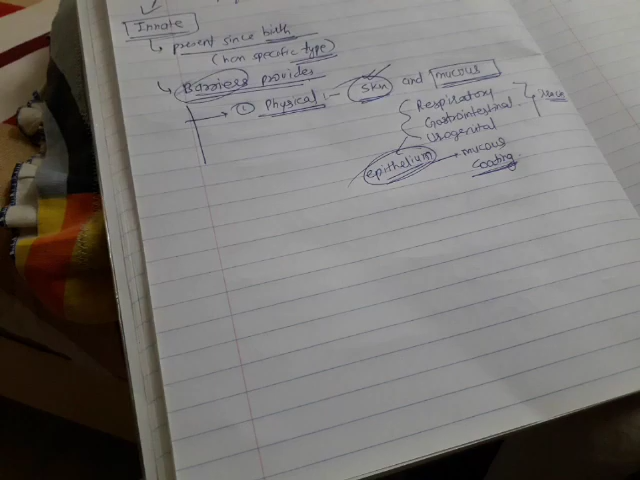 Innate
↳ present since birth
(non specific type)
↳ Barriers provides
→ ① Physical :- Skin and mucous
Respiratory
Gastrointestinal
Urogenital
epithelium → mucous
coating